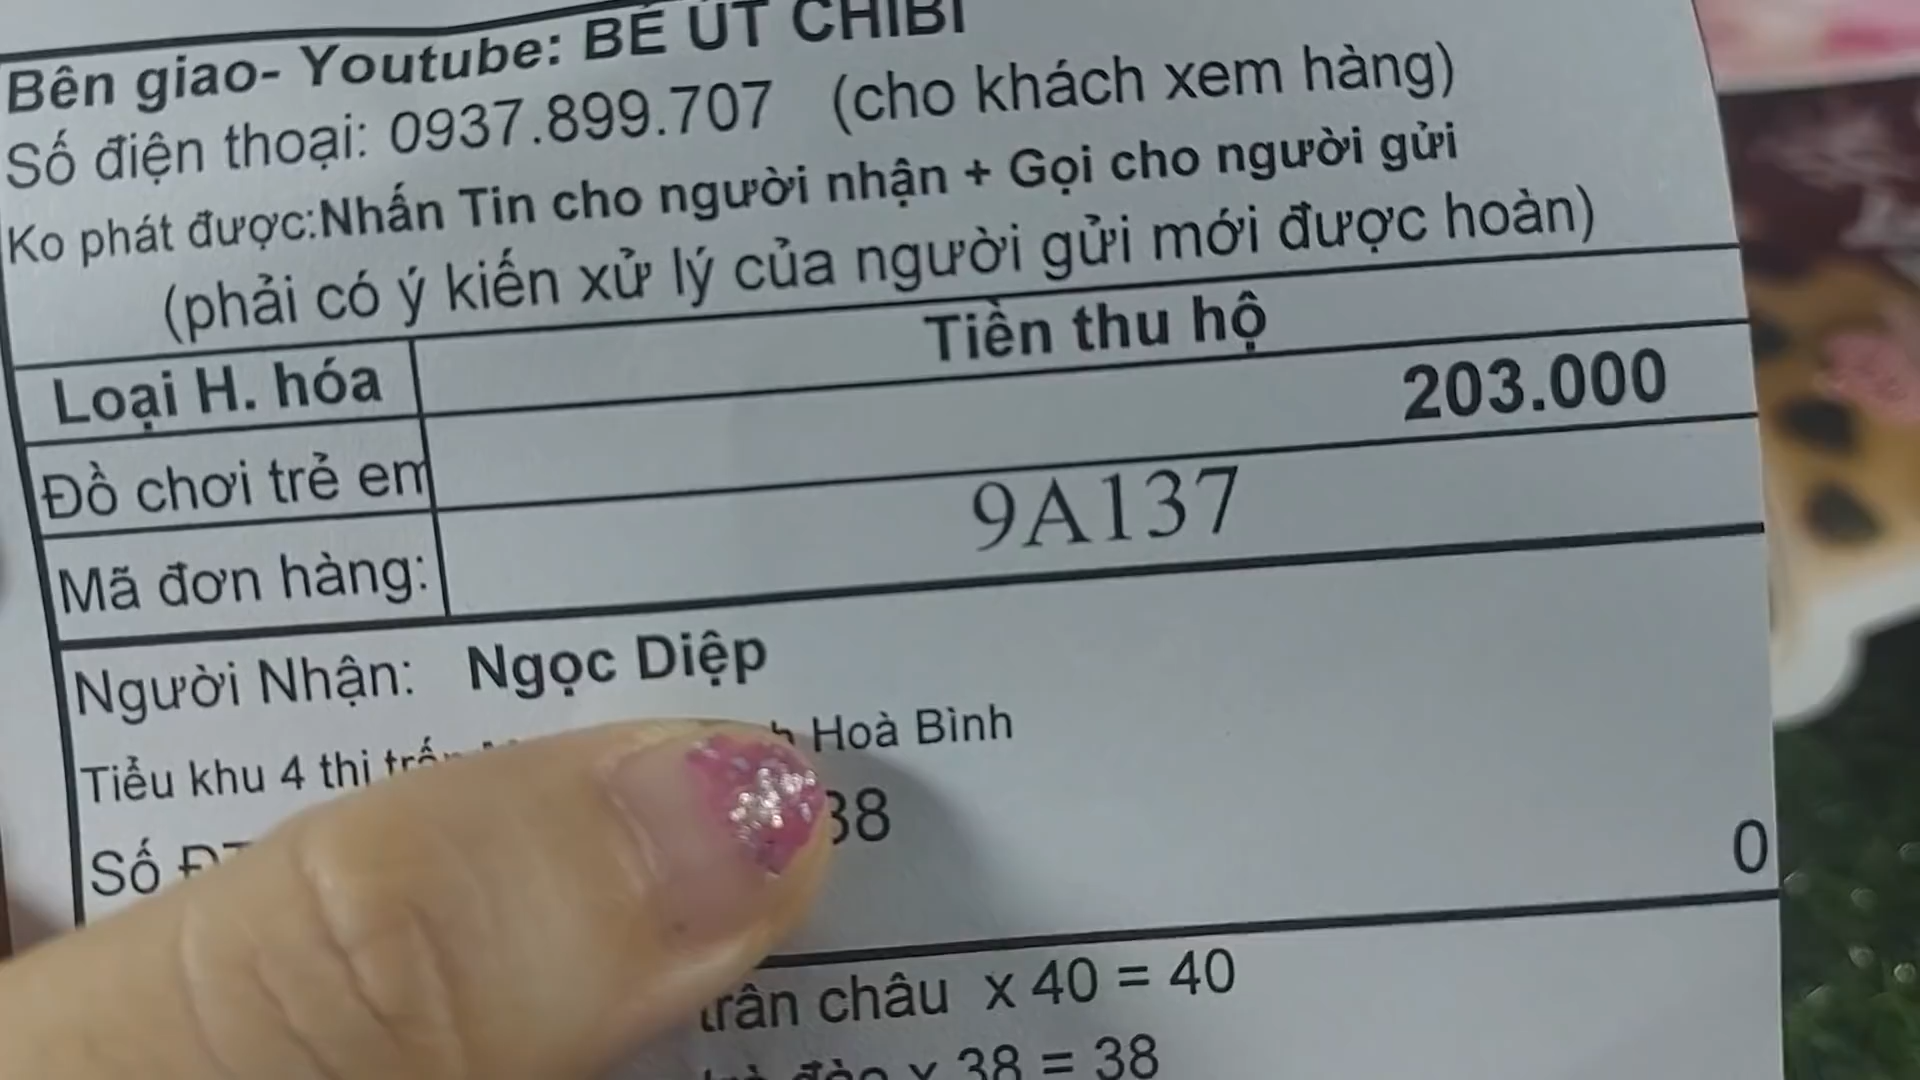 Bên giao- Youtube: BÉ ÚT CHIBI
Số điện thoại: 0937.899.707 (cho khách xem hàng)
Ko phát được:Nhấn Tin cho người nhận + Gọi cho người gửi
(phải có ý kiến xử lý của người gửi mới được hoàn)
Loại H. hóa Tiền thu hộ
Đồ chơi trẻ em 203.000
Mã đơn hàng: 9A137
Người Nhận: Ngọc Diệp
Tiểu khu 4 thị Hoà Bình
Số 38
0
trân châu x 40 = 40
x 38 = 38